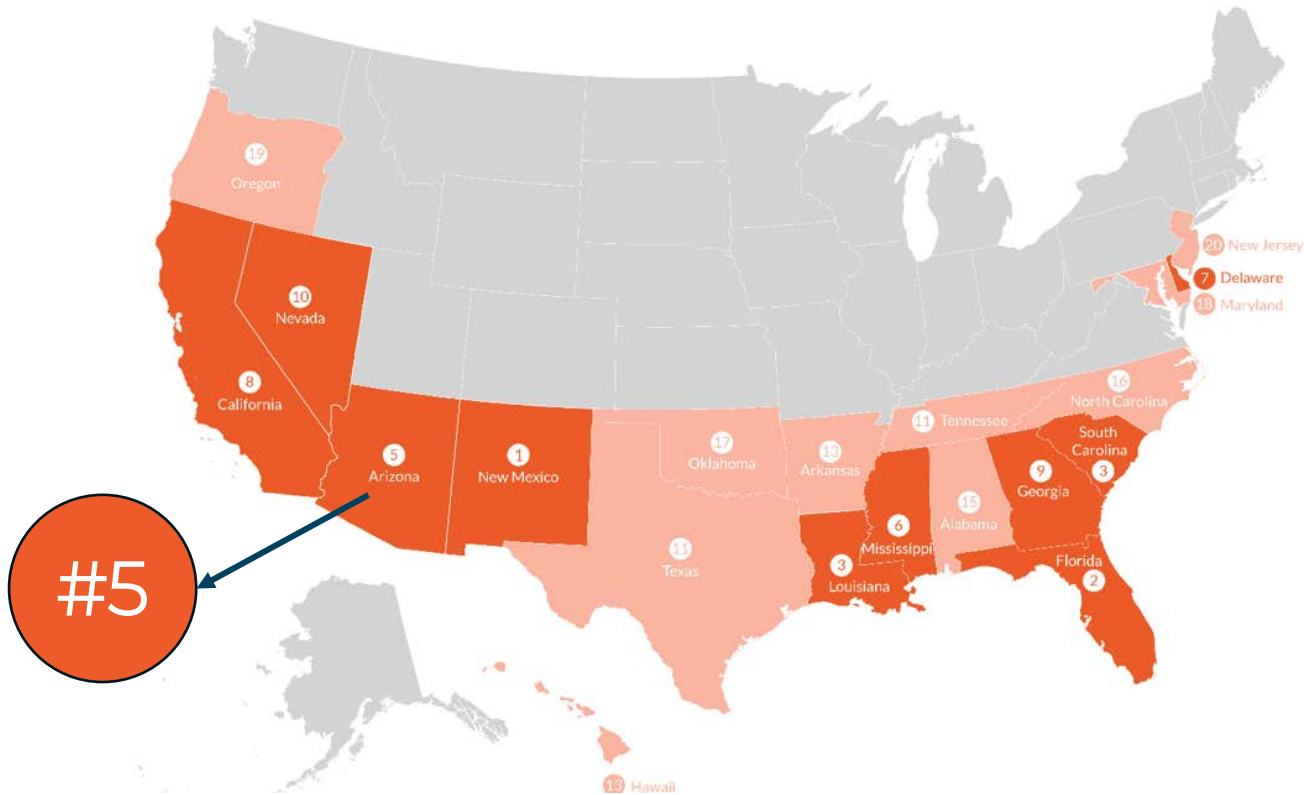 19
Oregon
20 New Jersey
7 Delaware
18 Maryland
10
Nevada
8
California
16
North Carolina
11 Tennessee
5
Arizona
1
New Mexico
17
Oklahoma
13
Arkansas
South
Carolina
3
9
Georgia
15
Alabama
6
Mississippi
11
Texas
3
Louisiana
Florida
2
#5
13 Hawaii